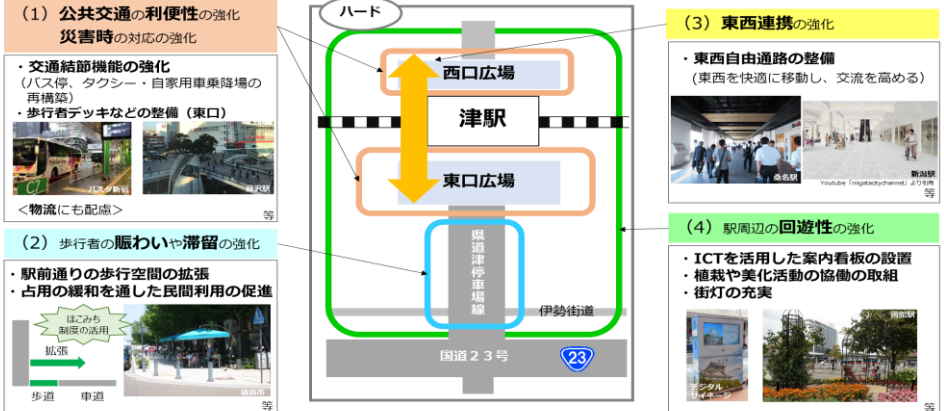 (1) 公共交通の利便性の強化
災害時の対応の強化
・交通結節機能の強化
(バス停、タクシー・自家用車乗降場の
再構築)
・歩行者デッキなどの整備(東口)
C7
バスタ新宿
藤沢駅
<物流にも配慮>
等
(2) 歩行者の賑わいや滞留の強化
・駅前通りの歩行空間の拡張
・占用の緩和を通した民間利用の促進
ほこみち
制度の活用
拡張
歩道
車道
横浜市
等
ハード
西口広場
津駅
東口広場
県道津停車場線
伊勢街道
国道23号
23
(3) 東西連携の強化
・東西自由通路の整備
(東西を快適に移動し、交流を高める)
桑名駅
新潟駅
Youtube「niigatacitychannel」より引用
等
(4) 駅周辺の回遊性の強化
・ICTを活用した案内看板の設置
・植栽や美化活動の協働の取組
・街灯の充実
デジタル
サイネージ
等